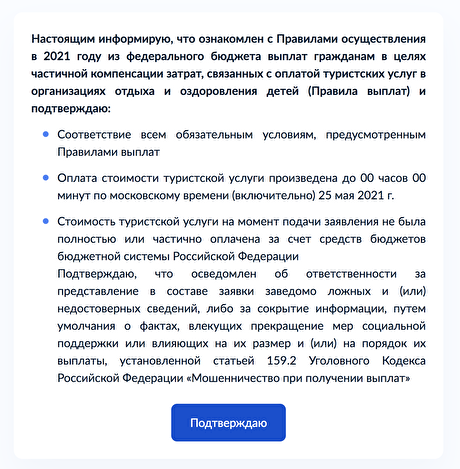 Настоящим информирую, что ознакомлен с Правилами осуществления
в 2021 году из федерального бюджета выплат гражданам в целях
частичной компенсации затрат, связанных с оплатой туристских услуг в
организациях отдыха и оздоровления детей (Правила выплат) и
подтверждаю:
Соответствие всем обязательным условиям, предусмотренным
Правилами выплат
Оплата стоимости туристской услуги произведена до 00 часов 00
минут по московскому времени (включительно) 25 мая 2021 г.
Стоимость туристской услуги на момент подачи заявления не была
полностью или частично оплачена за счет средств бюджетов
бюджетной системы Российской Федерации
Подтверждаю, что осведомлен об ответственности за
представление в составе заявки заведомо ложных и (или)
недостоверных сведений, либо за сокрытие информации, путем
умолчания о фактах, влекущих прекращение мер социальной
поддержки или влияющих на их размер и (или) на порядок их
выплаты, установленной статьей 159.2 Уголовного Кодекса
Российской Федерации «Мошенничество при получении выплат»
Подтверждаю